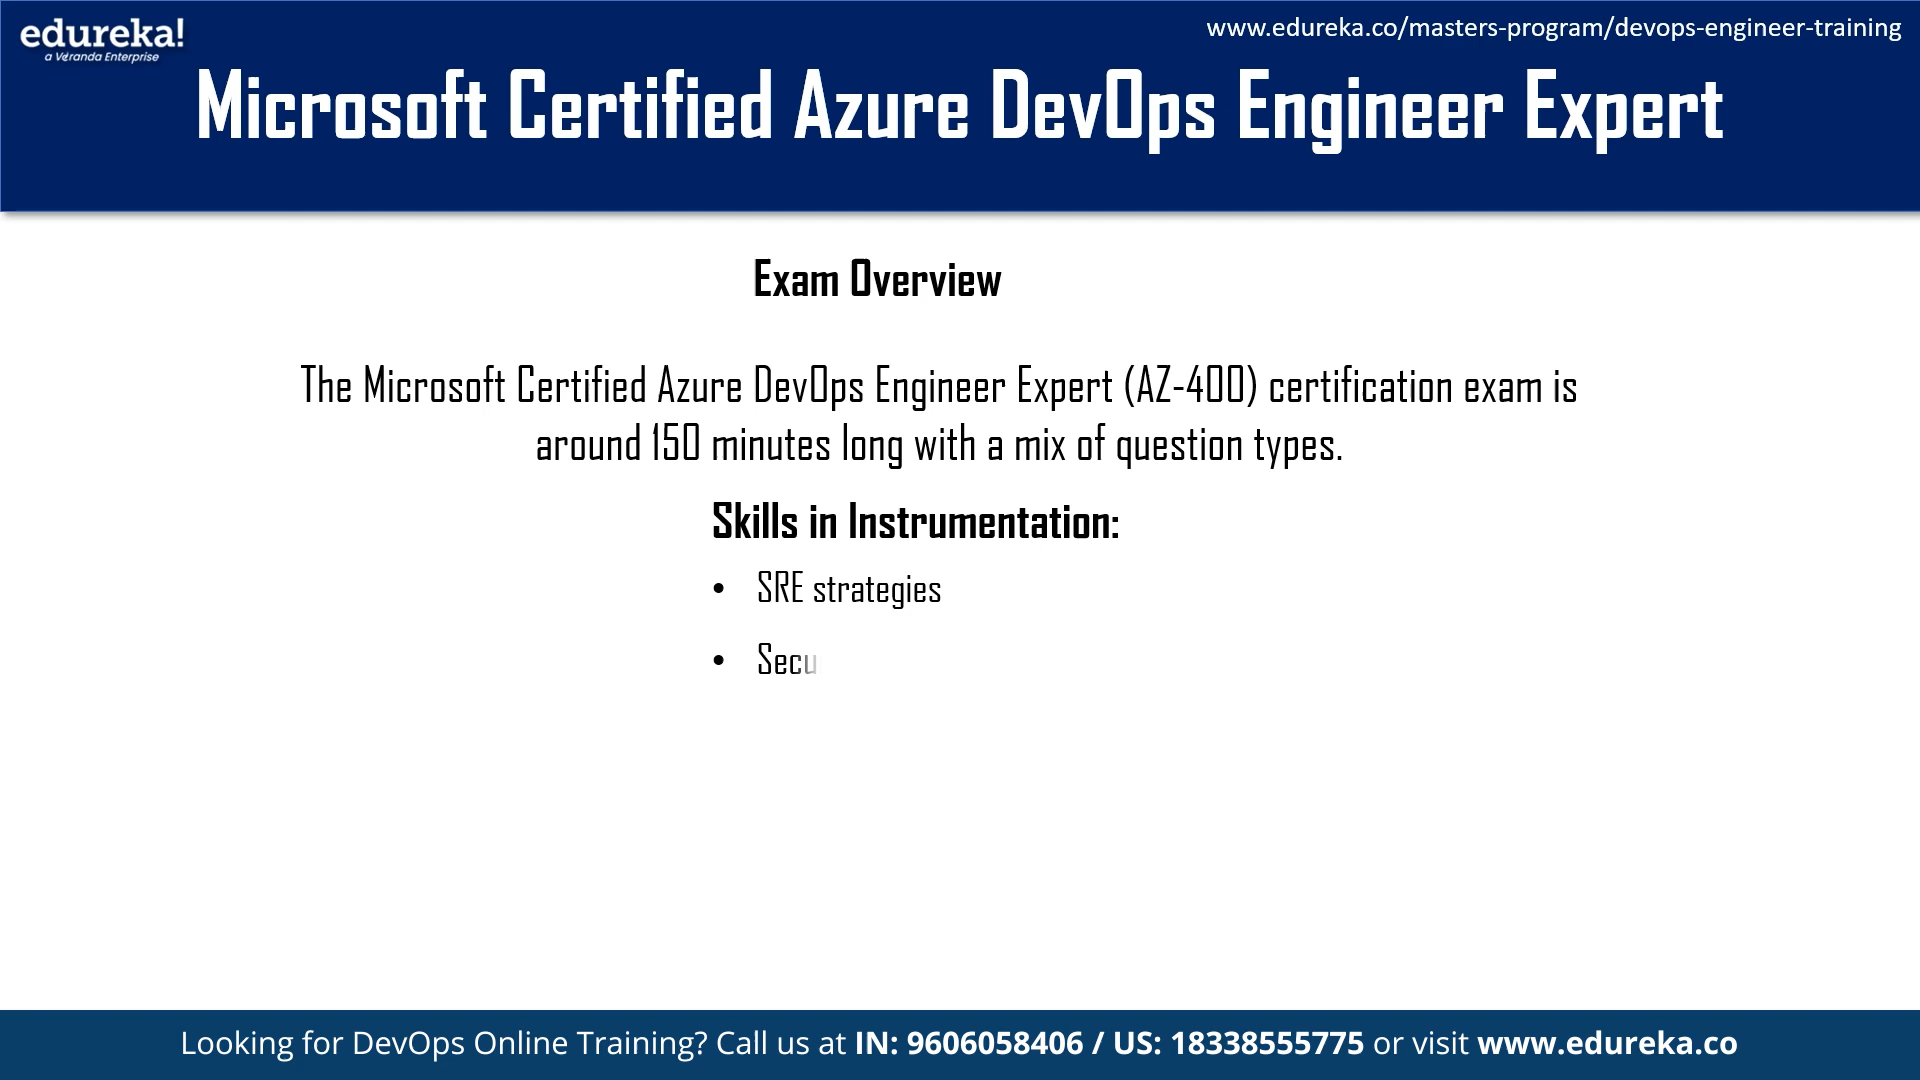 edureka!
a Veranda Enterprise
www.edureka.co/masters-program/devops-engineer-training
Microsoft Certified Azure DevOps Engineer Expert
Exam Overview
The Microsoft Certified Azure DevOps Engineer Expert (AZ-400) certification exam is
around 150 minutes long with a mix of question types.
Skills in Instrumentation:
• SRE strategies
• Secu
Looking for DevOps Online Training? Call us at IN: 9606058406 / US: 18338555775 or visit www.edureka.co